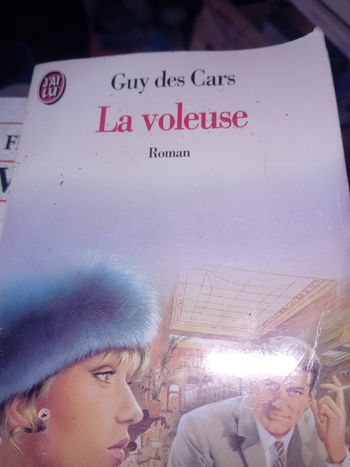 J'AI
LU
Guy des Cars
La voleuse
Roman
F